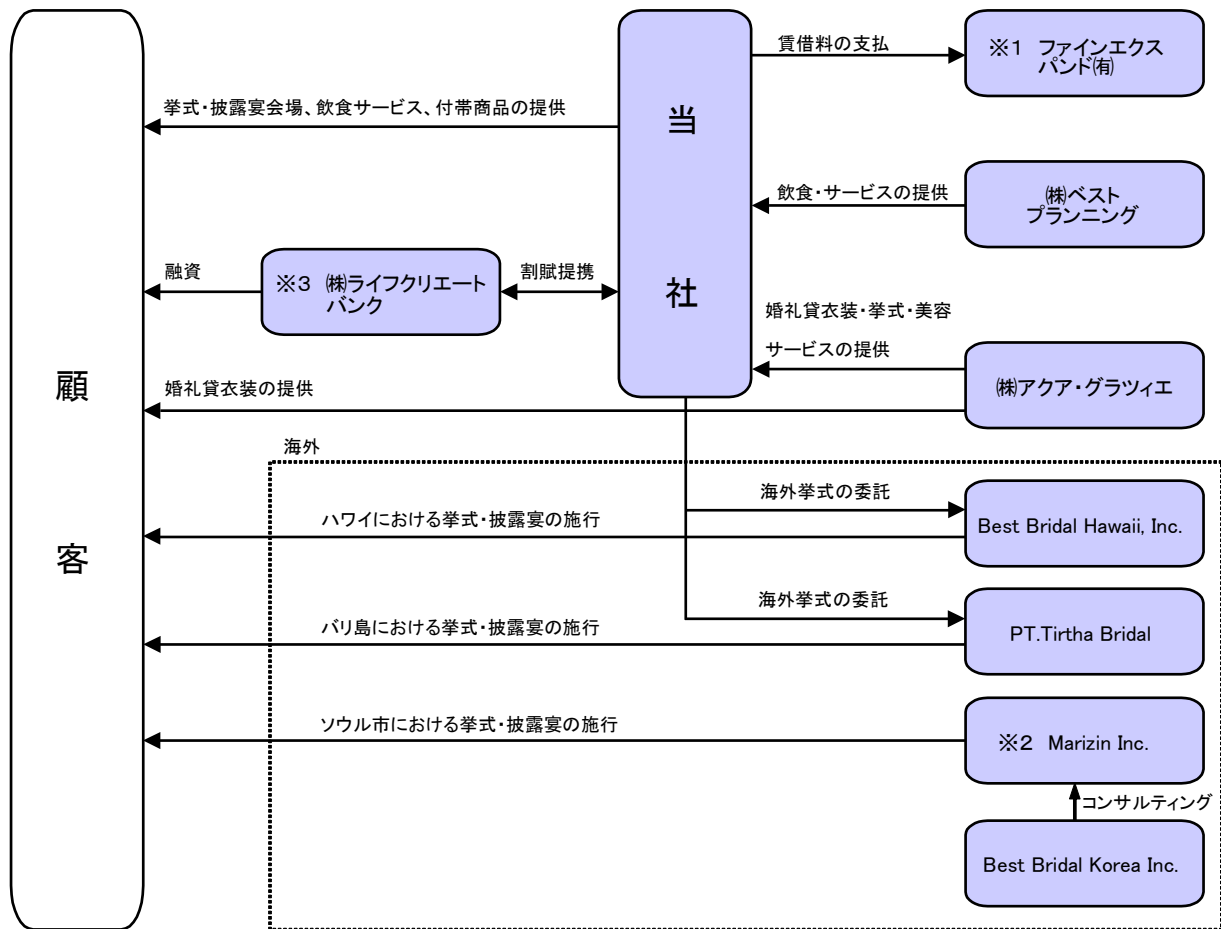 顧
客
当
社
賃借料の支払
※1 ファインエクス
パンド㈲
挙式・披露宴会場、飲食サービス、付帯商品の提供
飲食・サービスの提供
㈱ベスト
プランニング
融資
※3 ㈱ライフクリエート
バンク
割賦提携
婚礼貸衣装・挙式・美容
サービスの提供
㈱アクア・グラツィエ
婚礼貸衣装の提供
海外
海外挙式の委託
Best Bridal Hawaii, Inc.
ハワイにおける挙式・披露宴の施行
海外挙式の委託
PT.Tirtha Bridal
バリ島における挙式・披露宴の施行
ソウル市における挙式・披露宴の施行
※2 Marizin Inc.
コンサルティング
Best Bridal Korea Inc.